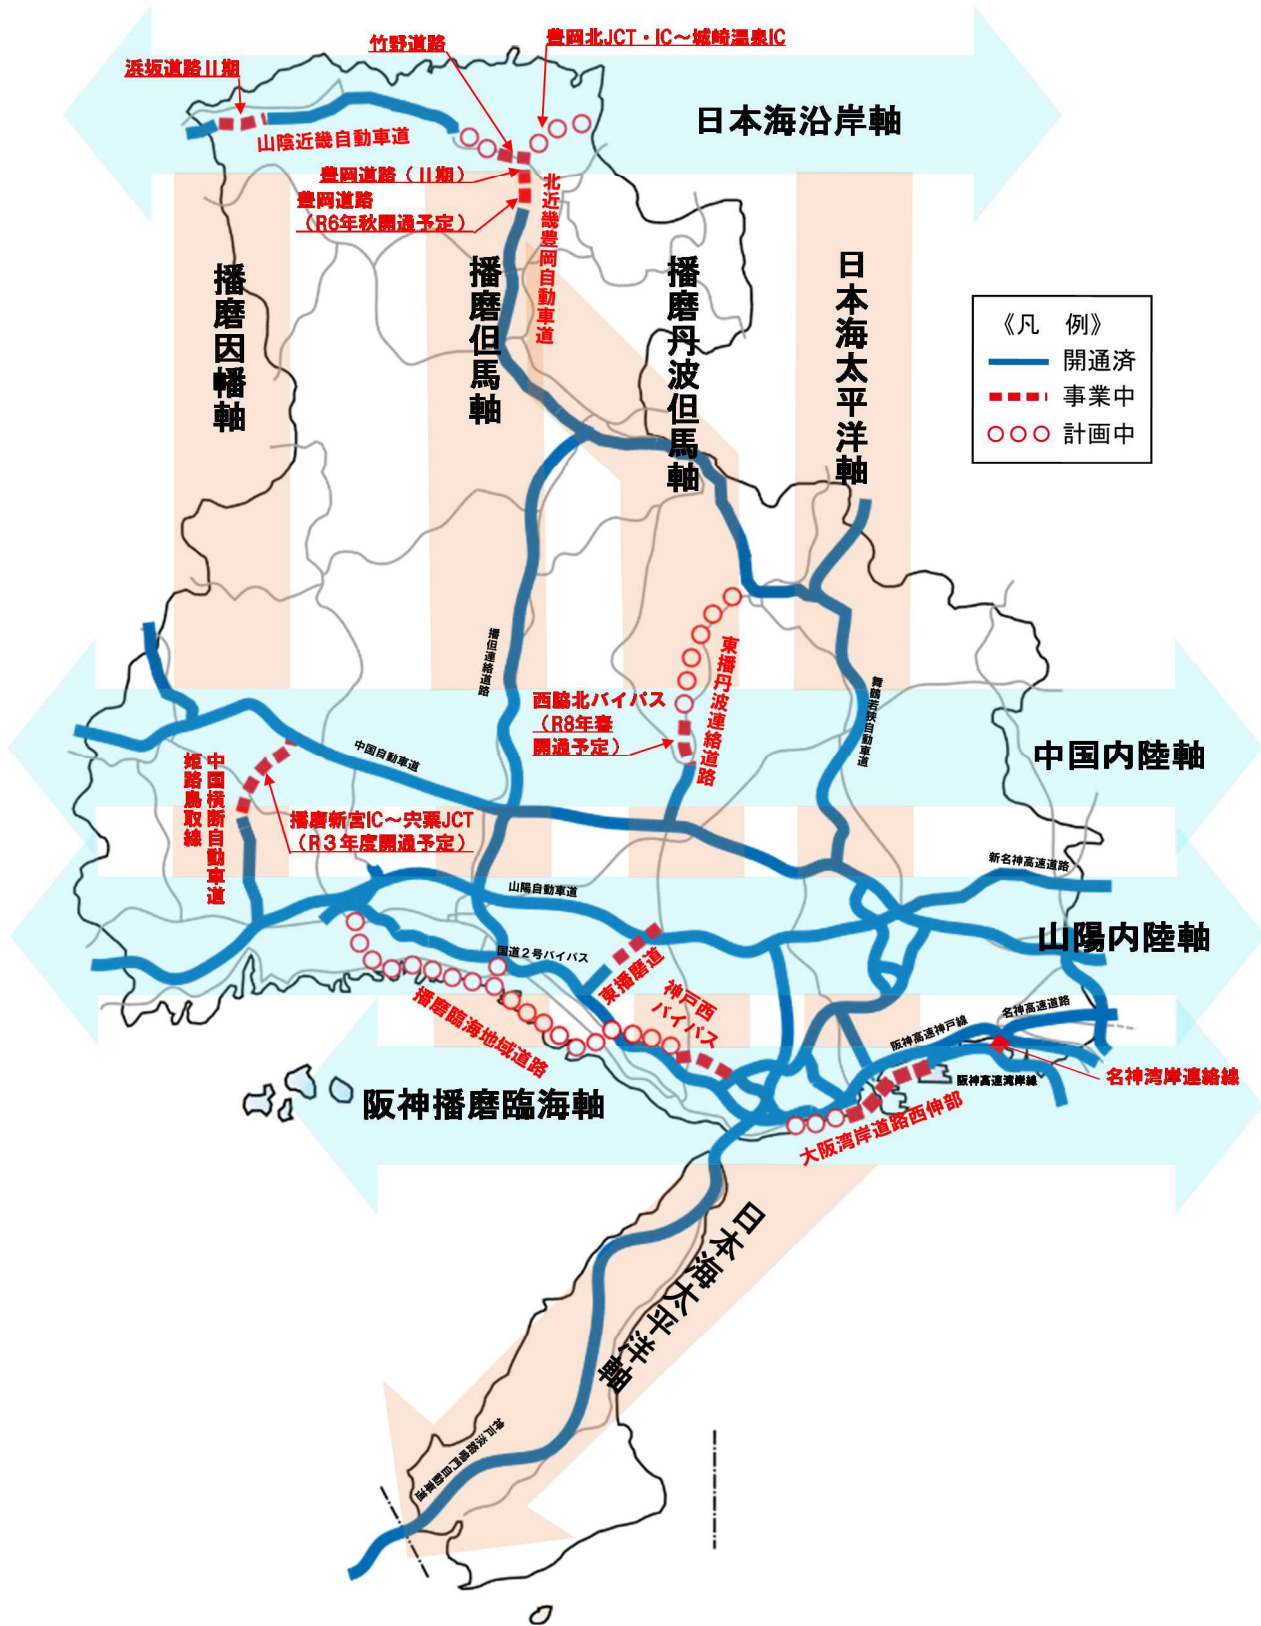 豊岡北JCT・IC～城崎温泉IC
竹野道路
浜坂道路Ⅱ期
日本海沿岸軸
山陰近畿自動車道
豊岡道路（Ⅱ期）
豊岡道路
（R6年秋開通予定）
北近畿豊岡自動車道
播磨因幡軸
播磨但馬軸
播磨丹波但馬軸
日本海太平洋軸
《凡　例》
開通済
事業中
計画中
播但連絡道路
東播丹波連絡道路
西脇北バイパス
（R8年春
開通予定）
舞鶴若狭自動車道
中国内陸軸
中国自動車道
中国横断自動車道
姫路鳥取線
播磨新宮IC～宍粟JCT
（R３年度開通予定）
新名神高速道路
山陽自動車道
山陽内陸軸
国道２号バイパス
東播磨道
神戸西
バイパス
播磨臨海地域道路
名神高速道路
阪神高速神戸線
阪神高速湾岸線
名神湾岸連絡線
阪神播磨臨海軸
大阪湾岸道路西伸部
日本海太平洋軸
神戸淡路鳴門自動車道